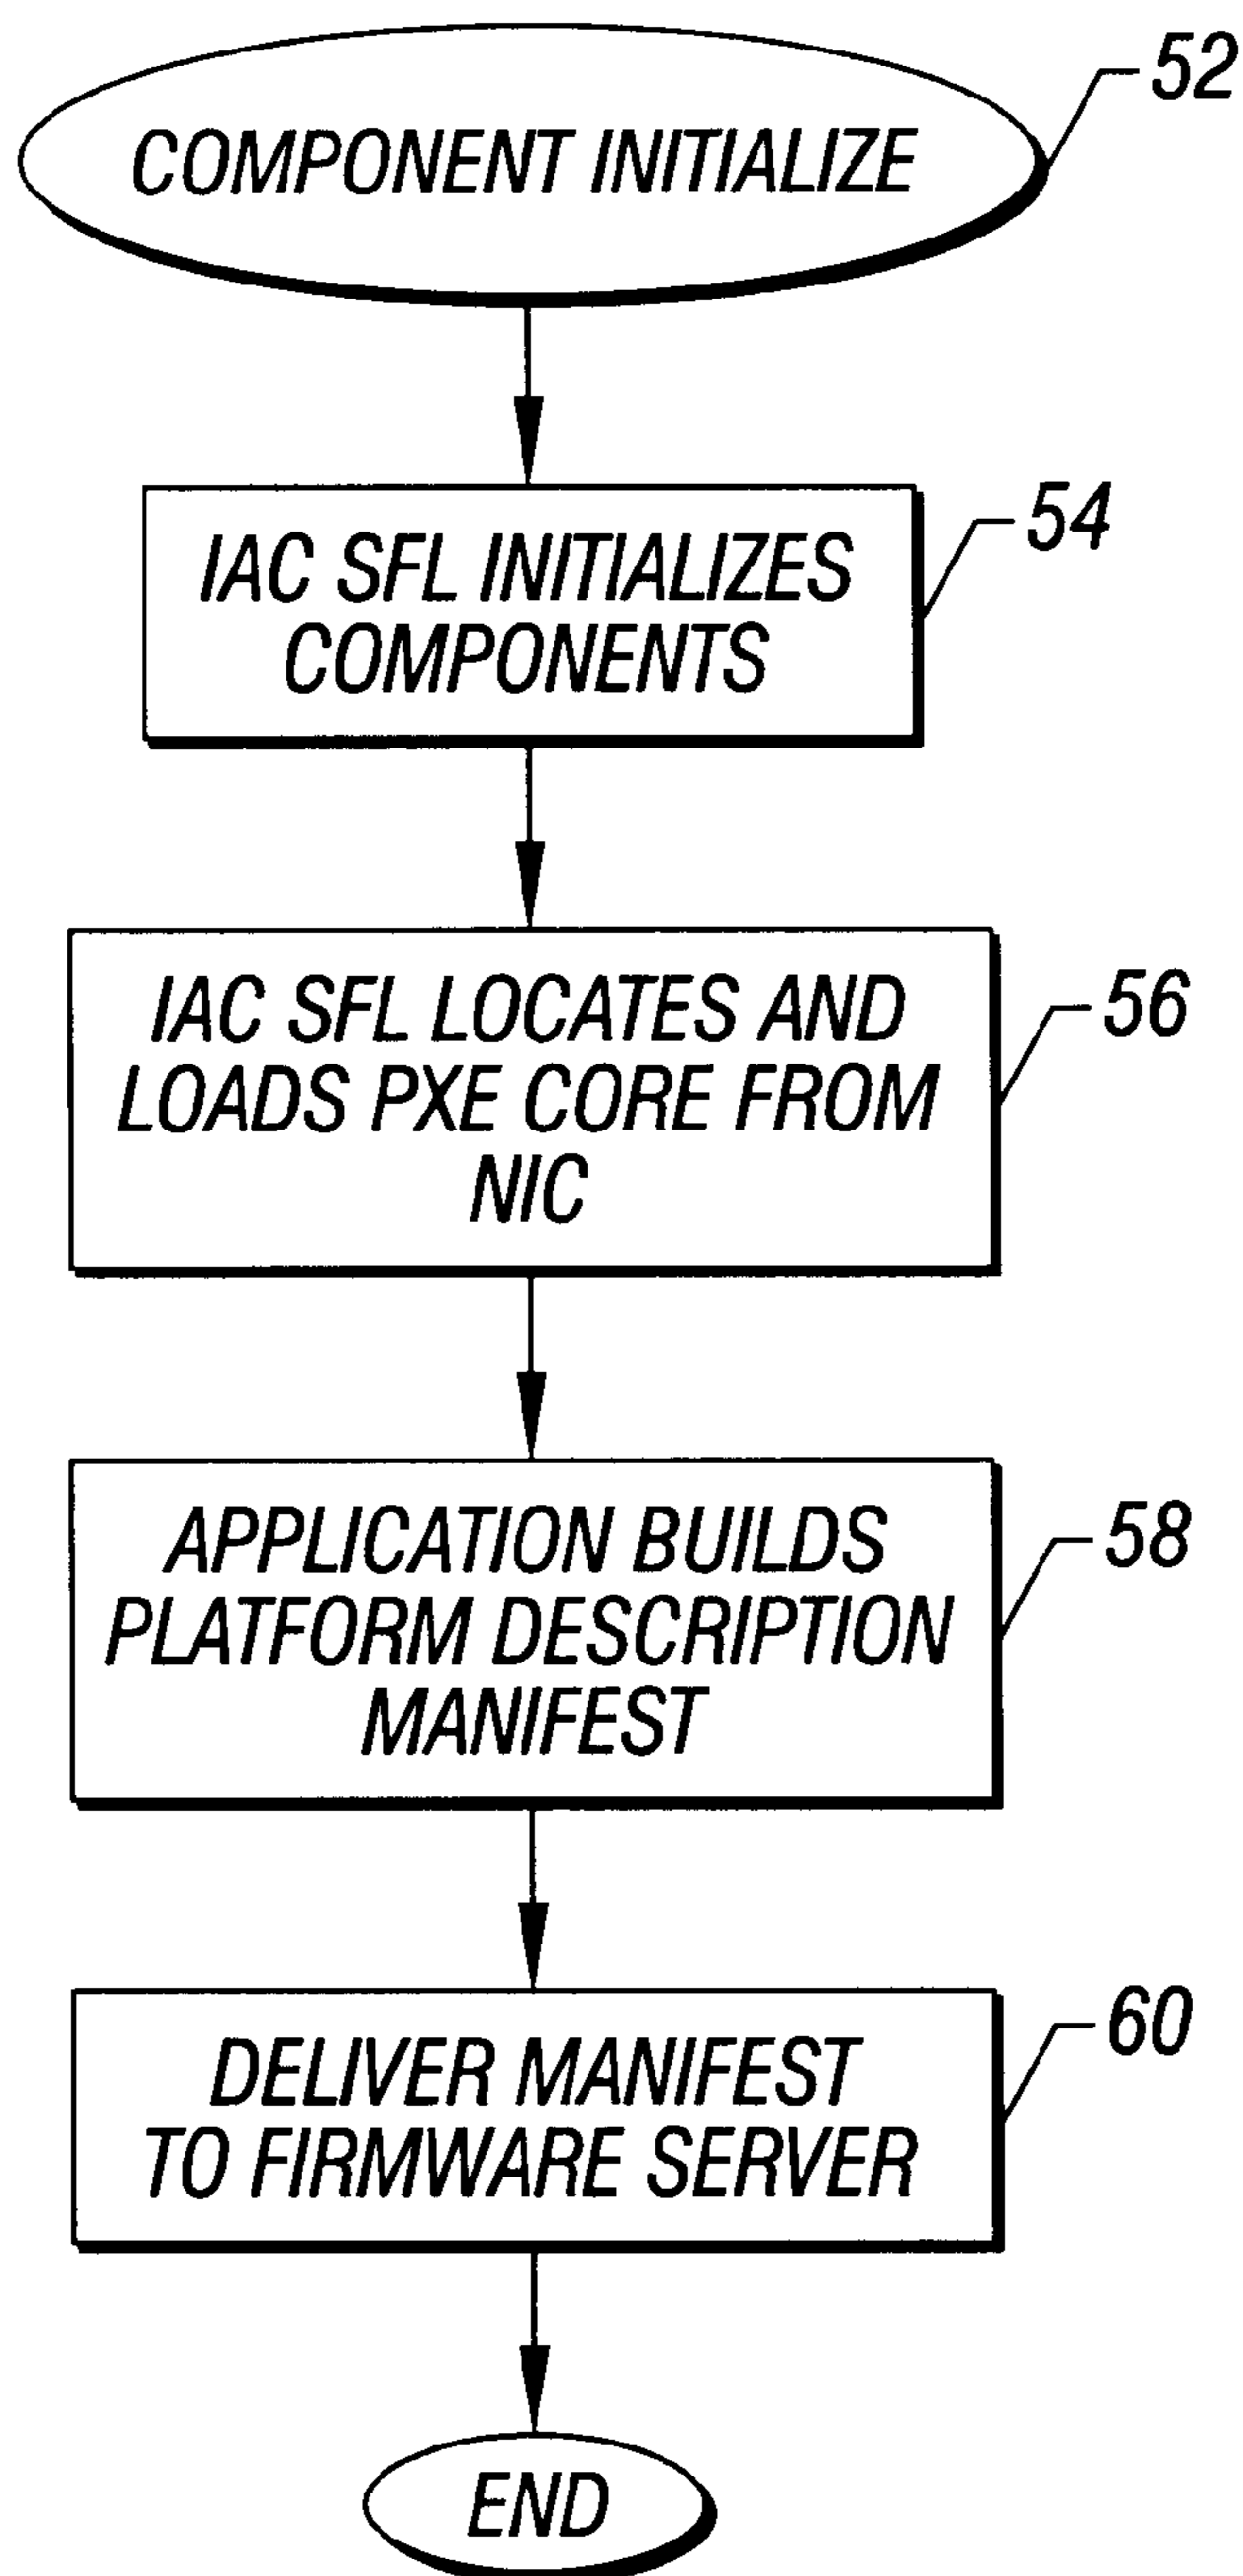 COMPONENT INITIALIZE
52
IAC SFL INITIALIZES
COMPONENTS
54
IAC SFL LOCATES AND
LOADS PXE CORE FROM
NIC
56
APPLICATION BUILDS
PLATFORM DESCRIPTION
MANIFEST
58
DELIVER MANIFEST
TO FIRMWARE SERVER
60
END